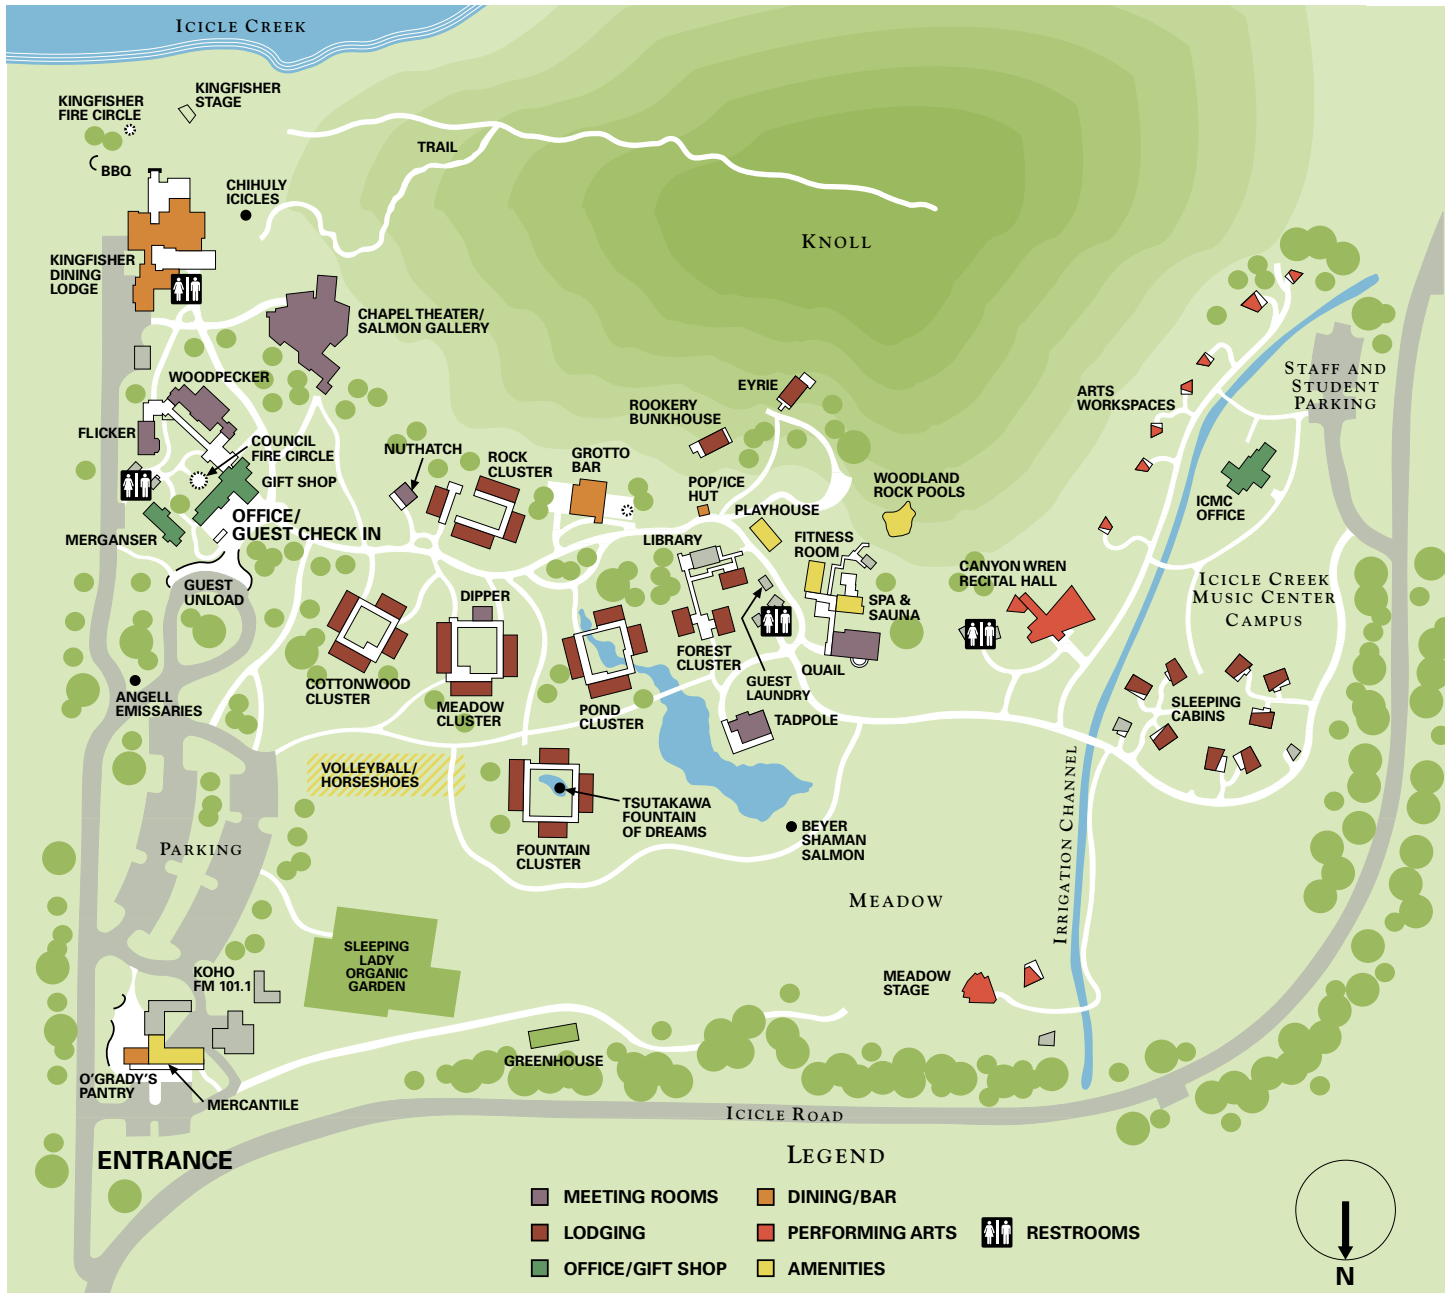 ICICLE CREEK
KINGFISHER
STAGE
KINGFISHER
FIRE CIRCLE
BBQ
TRAIL
CHIHULY
ICICLES
KNOLL
KINGFISHER
DINING
LODGE
CHAPEL THEATER/
SALMON GALLERY
WOODPECKER
FLICKER
COUNCIL
FIRE CIRCLE
GIFT SHOP
OFFICE/
GUEST CHECK IN
MERGANSER
GUEST
UNLOAD
NUTHATCH
ROCK
CLUSTER
GROTTO
BAR
ROOKERY
BUNKHOUSE
EYRIE
POP/ICE
HUT
PLAYHOUSE
WOODLAND
ROCK POOLS
LIBRARY
FITNESS
ROOM
SPA &
SAUNA
CANYON WREN
RECITAL HALL
ARTS
WORKSPACES
STAFF AND
STUDENT
PARKING
ICMC
OFFICE
ICICLE CREEK
MUSIC CENTER
CAMPUS
DIPPER
FOREST
CLUSTER
QUAIL
GUEST
LAUNDRY
ANGELL
EMISSARIES
COTTONWOOD
CLUSTER
MEADOW
CLUSTER
POND
CLUSTER
TADPOLE
SLEEPING
CABINS
VOLLEYBALL/
HORSESHOES
TSUTAKAWA
FOUNTAIN
OF DREAMS
FOUNTAIN
CLUSTER
BEYER
SHAMAN
SALMON
PARKING
IRRIGATION CHANNEL
MEADOW
SLEEPING
LADY
ORGANIC
GARDEN
KOHO
FM 101.1
MEADOW
STAGE
GREENHOUSE
O'GRADY'S
PANTRY
MERCANTILE
ICICLE ROAD
ENTRANCE
LEGEND
MEETING ROOMS
LODGING
OFFICE/GIFT SHOP
DINING/BAR
PERFORMING ARTS
AMENITIES
RESTROOMS
N